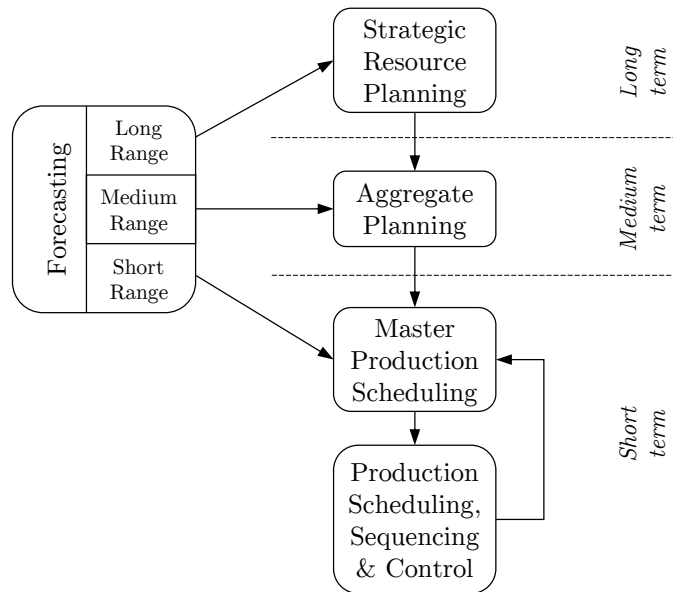 Strategic
Resource
Planning
Long
term
Forecasting
Long
Range
Medium
Range
Short
Range
Aggregate
Planning
Medium
term
Master
Production
Scheduling
Short
term
Production
Scheduling,
Sequencing
& Control